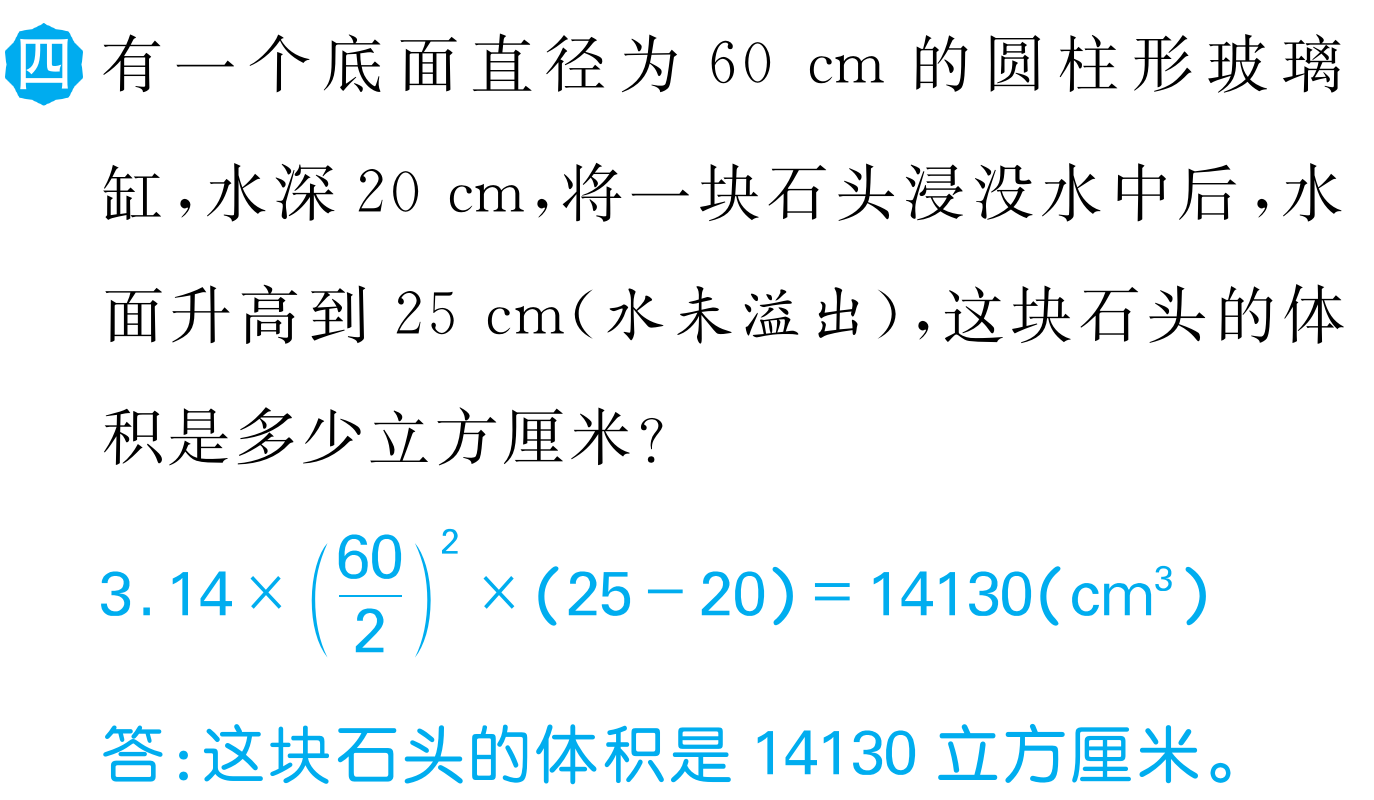 四 有一个底面直径为 60 cm 的圆柱形玻璃
缸,水深 20 cm,将一块石头浸没水中后,水
面升高到 25 cm(水未溢出),这块石头的体
积是多少立方厘米?
3.14×(60/2)²×(25-20)=14130(cm³)
答:这块石头的体积是 14130 立方厘米。